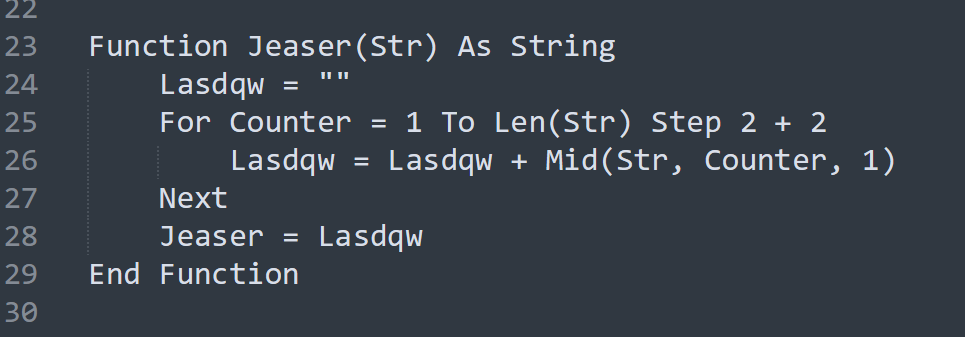 22
23 Function Jeaser(Str) As String
24 Lasdqw = ""
25 For Counter = 1 To Len(Str) Step 2 + 2
26 Lasdqw = Lasdqw + Mid(Str, Counter, 1)
27 Next
28 Jeaser = Lasdqw
29 End Function
30